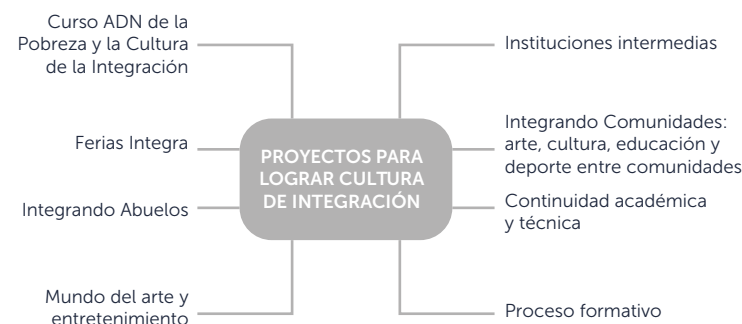 Curso ADN de la
Pobreza y la Cultura
de la Integración
Ferias Integra
Integrando Abuelos
Mundo del arte y
entretenimiento
PROYECTOS PARA
LOGRAR CULTURA
DE INTEGRACIÓN
Instituciones intermedias
Integrando Comunidades:
arte, cultura, educación y
deporte entre comunidades
Continuidad académica
y técnica
Proceso formativo